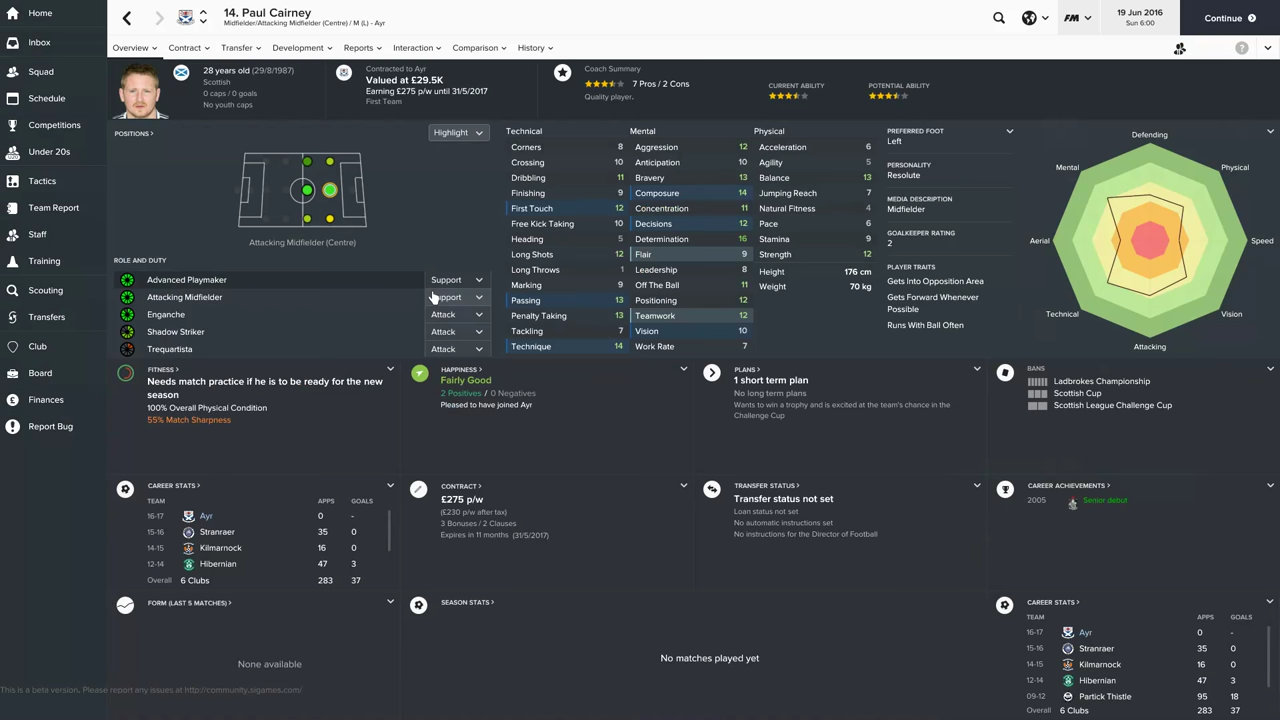 Home
Inbox
Squad
Schedule
Competitions
Under 20s
Tactics
Team Report
Staff
Training
Scouting
Transfers
Club
Board
Finances
Report Bug
14. Paul Cairney
Midfielder/Attacking Midfielder (Centre) / M (L) - Ayr
FM
19 Jun 2016
Sun 6:00
Continue
Overview
Contract
Transfer
Development
Reports
Interaction
Comparison
History
?
28 years old (29/8/1987)
Scottish
0 caps / 0 goals
No youth caps
Contracted to Ayr
Valued at £29.5K
Earning £275 p/w until 31/5/2017
First Team
Coach Summary
7 Pros / 2 Cons
Quality player.
CURRENT ABILITY
POTENTIAL ABILITY
POSITIONS >
Highlight
Attacking Midfielder (Centre)
ROLE AND DUTY
Advanced Playmaker Support
Attacking Midfielder Support
Enganche Attack
Shadow Striker Attack
Trequartista Attack
Technical
Corners 8
Crossing 10
Dribbling 11
Finishing 9
First Touch 12
Free Kick Taking 10
Heading 5
Long Shots 12
Long Throws 1
Marking 9
Passing 13
Penalty Taking 13
Tackling 7
Technique 14
Mental
Aggression 12
Anticipation 10
Bravery 13
Composure 14
Concentration 11
Decisions 12
Determination 16
Flair 9
Leadership 8
Off The Ball 11
Positioning 12
Teamwork 12
Vision 10
Work Rate 7
Physical
Acceleration 6
Agility 5
Balance 13
Jumping Reach 7
Natural Fitness 4
Pace 6
Stamina 9
Strength 12
Height 176 cm
Weight 70 kg
PREFERRED FOOT
Left
PERSONALITY
Resolute
MEDIA DESCRIPTION
Midfielder
GOALKEEPER RATING
2
PLAYER TRAITS
Gets Into Opposition Area
Gets Forward Whenever
Possible
Runs With Ball Often
Defending
Mental
Physical
Aerial
Speed
Technical
Vision
Attacking
FITNESS >
Needs match practice if he is to be ready for the new
season
100% Overall Physical Condition
55% Match Sharpness
HAPPINESS >
Fairly Good
2 Positives / 0 Negatives
Pleased to have joined Ayr
PLANS >
1 short term plan
No long term plans
Wants to win a trophy and is excited at the team's chance in the
Challenge Cup
BANS
Ladbrokes Championship
Scottish Cup
Scottish League Challenge Cup
CAREER STATS >
TEAM APPS GOALS
16-17 Ayr 0 -
15-16 Stranraer 35 0
14-15 Kilmarnock 16 0
12-14 Hibernian 47 3
Overall 6 Clubs 283 37
CONTRACT >
£275 p/w
(£230 p/w after tax)
3 Bonuses / 2 Clauses
Expires in 11 months (31/5/2017)
TRANSFER STATUS >
Transfer status not set
Loan status not set
No automatic instructions set
No instructions for the Director of Football
CAREER ACHIEVEMENTS >
2005 Senior debut
FORM (LAST 5 MATCHES) >
None available
SEASON STATS >
No matches played yet
CAREER STATS >
TEAM APPS GOALS
16-17 Ayr 0 -
15-16 Stranraer 35 0
14-15 Kilmarnock 16 0
12-14 Hibernian 47 3
09-12 Partick Thistle 95 18
Overall 6 Clubs 283 37
This is a beta version. Please report any issues at http://community.sigames.com/